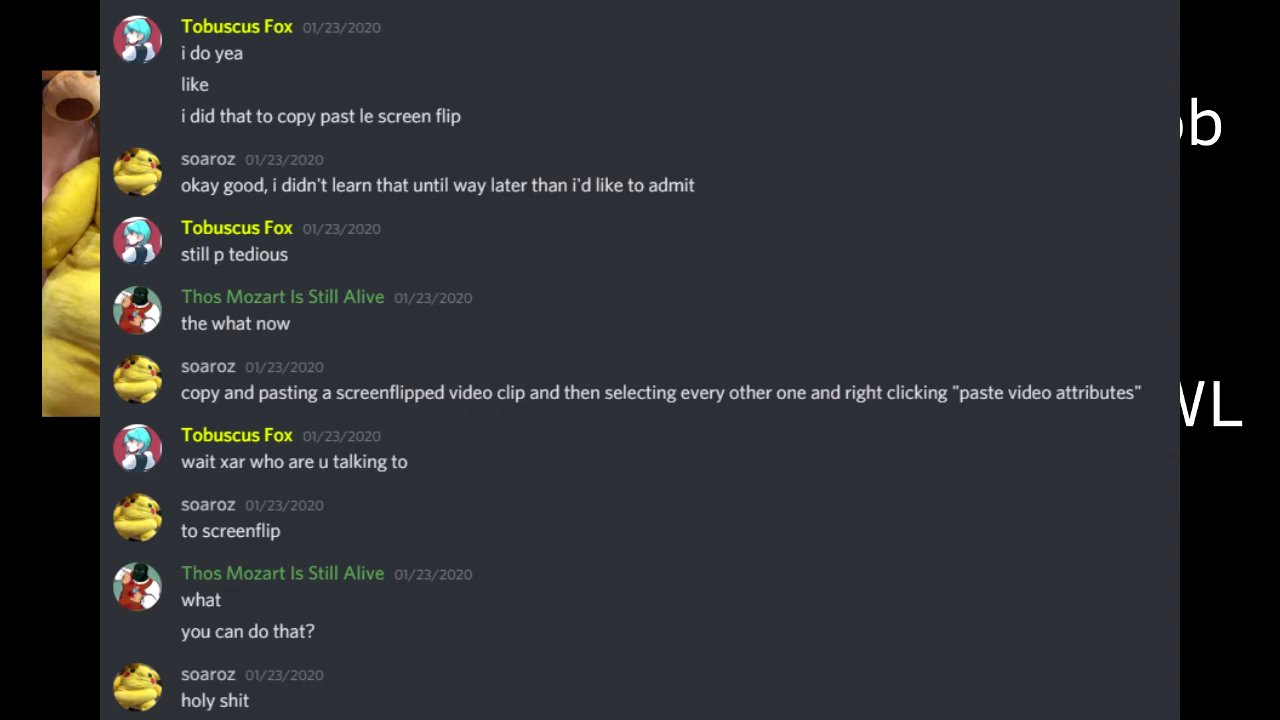 Tobuscus Fox 01/23/2020
i do yea
like
i did that to copy past le screen flip
soaroz 01/23/2020
okay good, i didn't learn that until way later than i'd like to admit
Tobuscus Fox 01/23/2020
still p tedious
Thos Mozart Is Still Alive 01/23/2020
the what now
soaroz 01/23/2020
copy and pasting a screenflipped video clip and then selecting every other one and right clicking "paste video attributes"
Tobuscus Fox 01/23/2020
wait xar who are u talking to
soaroz 01/23/2020
to screenflip
Thos Mozart Is Still Alive 01/23/2020
what
you can do that?
soaroz 01/23/2020
holy shit